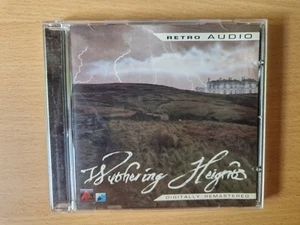 RETRO AUDIO
Wuthering Heights
DIGITALLY REMASTERED